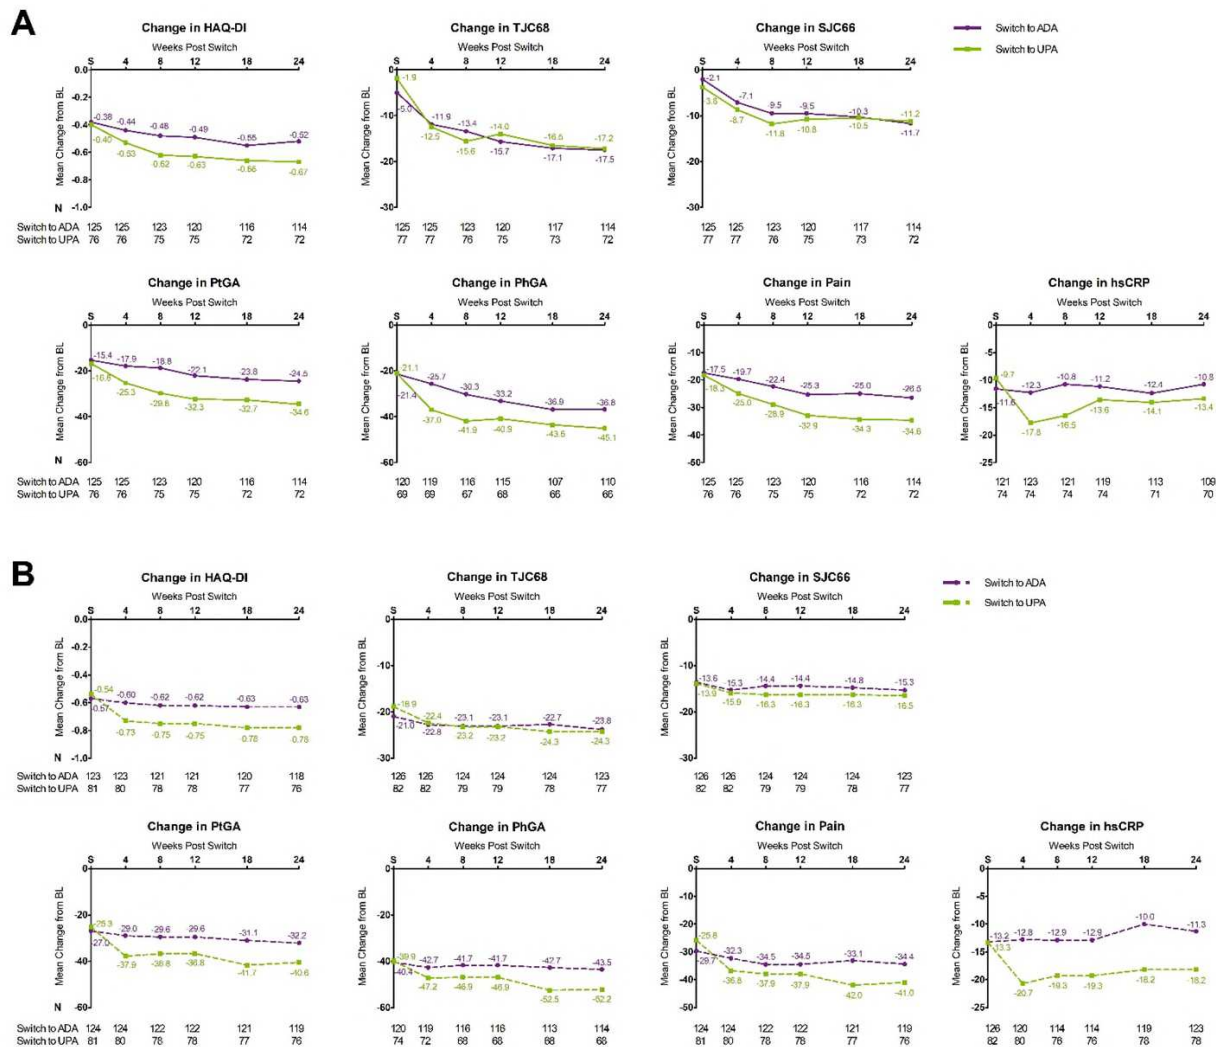 A
Change in HAQ-DI
Weeks Post Switch
S 4 8 12 18 24
0.0
-0.2
-0.4
-0.6
-0.8
-1.0
Mean Change from BL
-0.38 -0.44 -0.48 -0.49 -0.55 -0.52
-0.40 -0.53 -0.62 -0.63 -0.66 -0.67
N
Switch to ADA 125 125 123 120 116 114
Switch to UPA 76 76 75 75 72 72
Change in TJC68
Weeks Post Switch
S 4 8 12 18 24
0
-10
-20
-30
Mean Change from BL
-1.9 -12.5 -15.6 -14.0 -16.5 -17.2
-5.0 -11.9 -13.4 -15.7 -17.1 -17.5
125 125 123 120 117 114
77 77 76 75 73 72
Change in SJC66
Weeks Post Switch
S 4 8 12 18 24
0
-10
-20
-30
Mean Change from BL
-2.1 -7.1 -9.5 -9.5 -10.3 -11.7
-3.8 -8.7 -11.8 -10.8 -10.5 -11.2
125 125 123 120 117 114
77 77 76 75 73 72
Switch to ADA
Switch to UPA
Change in PtGA
Weeks Post Switch
S 4 8 12 18 24
0
-20
-40
-60
Mean Change from BL
-15.4 -17.9 -18.8 -22.1 -23.8 -24.5
-16.8 -25.3 -29.8 -32.3 -32.7 -34.6
N
Switch to ADA 125 125 123 120 116 114
Switch to UPA 76 76 75 75 72 72
Change in PhGA
Weeks Post Switch
S 4 8 12 18 24
0
-20
-40
-60
Mean Change from BL
-21.1 -37.0 -41.9 -40.9 -43.6 -45.1
-21.4 -25.7 -30.3 -33.2 -36.9 -36.8
120 119 116 115 107 110
69 69 67 68 66 66
Change in Pain
Weeks Post Switch
S 4 8 12 18 24
0
-20
-40
-60
Mean Change from BL
-17.5 -19.7 -22.4 -25.3 -25.0 -26.5
-18.3 -25.0 -28.9 -32.9 -34.3 -34.8
125 125 123 120 116 114
76 76 75 75 72 72
Change in hsCRP
Weeks Post Switch
S 4 8 12 18 24
0
-5
-10
-15
-20
-25
Mean Change from BL
-9.7 -17.8 -16.5 -13.6 -14.1 -13.4
-11.6 -12.3 -10.8 -11.2 -12.4 -10.8
121 123 121 119 113 109
74 74 74 74 71 70
B
Change in HAQ-DI
Weeks Post Switch
S 4 8 12 18 24
0.0
-0.2
-0.4
-0.6
-0.8
-1.0
Mean Change from BL
-0.54 -0.73 -0.75 -0.75 -0.78 -0.78
-0.57 -0.60 -0.62 -0.62 -0.63 -0.63
N
Switch to ADA 123 123 121 121 120 118
Switch to UPA 81 80 78 78 77 76
Change in TJC68
Weeks Post Switch
S 4 8 12 18 24
0
-10
-20
-30
Mean Change from BL
-18.9 -22.4 -23.2 -23.2 -24.3 -24.3
-21.0 -22.8 -23.1 -23.1 -22.7 -23.8
126 126 124 124 124 123
82 82 79 79 78 77
Change in SJC66
Weeks Post Switch
S 4 8 12 18 24
0
-10
-20
-30
Mean Change from BL
-13.6 -15.3 -14.4 -14.4 -14.8 -15.3
-13.9 -15.9 -16.3 -16.3 -16.3 -16.5
126 126 124 124 124 123
82 82 79 79 78 77
Switch to ADA
Switch to UPA
Change in PtGA
Weeks Post Switch
S 4 8 12 18 24
0
-20
-40
-60
Mean Change from BL
-25.3 -37.9 -36.8 -36.8 -41.7 -40.6
-27.0 -29.0 -29.6 -29.6 -31.1 -32.2
N
Switch to ADA 124 124 122 122 121 119
Switch to UPA 81 80 78 78 77 76
Change in PhGA
Weeks Post Switch
S 4 8 12 18 24
0
-20
-40
-60
Mean Change from BL
-39.9 -47.2 -46.9 -46.9 -52.5 -52.2
-40.4 -42.7 -41.7 -41.7 -42.7 -43.5
120 119 116 116 113 114
74 72 68 68 68 68
Change in Pain
Weeks Post Switch
S 4 8 12 18 24
0
-10
-20
-30
-40
-50
Mean Change from BL
-25.8 -36.8 -37.9 -37.9 -42.0 -41.0
-29.7 -32.3 -34.5 -34.5 -33.1 -34.4
124 124 122 122 121 119
81 80 78 78 77 76
Change in hsCRP
Weeks Post Switch
S 4 8 12 18 24
0
-5
-10
-15
-20
-25
Mean Change from BL
-13.2 -12.8 -12.9 -12.9 -10.0 -11.3
-13.3 -20.7 -19.3 -19.3 -18.2 -18.2
126 120 114 114 119 123
82 80 78 78 78 78